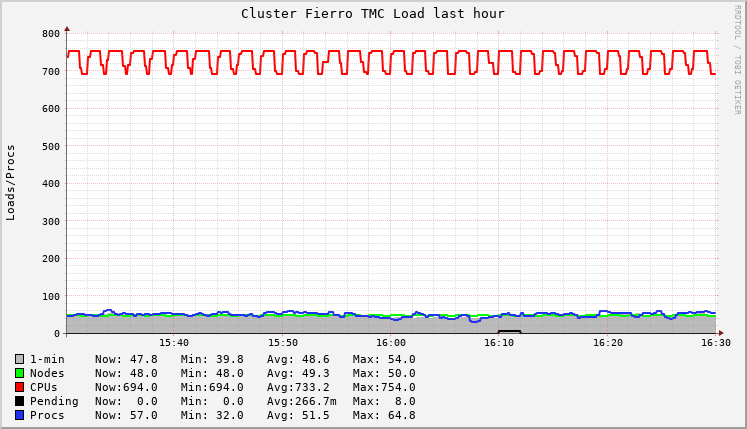 Cluster Fierro TMC Load last hour
RRDTOOL / TOBI OETIKER
Loads/Procs
800
700
600
500
400
300
200
100
0
15:40 15:50 16:00 16:10 16:20 16:30
1-min Now: 47.8 Min: 39.8 Avg: 48.6 Max: 54.0
Nodes Now: 48.0 Min: 48.0 Avg: 49.3 Max: 50.0
CPUs Now:694.0 Min:694.0 Avg:733.2 Max:754.0
Pending Now: 0.0 Min: 0.0 Avg:266.7m Max: 8.0
Procs Now: 57.0 Min: 32.0 Avg: 51.5 Max: 64.8